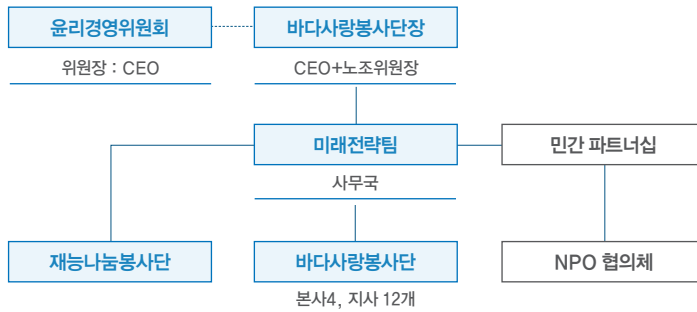 윤리경영위원회
바다사랑봉사단장
위원장 : CEO
CEO+노조위원장
미래전략팀
민간 파트너십
사무국
재능나눔봉사단
바다사랑봉사단
NPO 협의체
본사4, 지사 12개